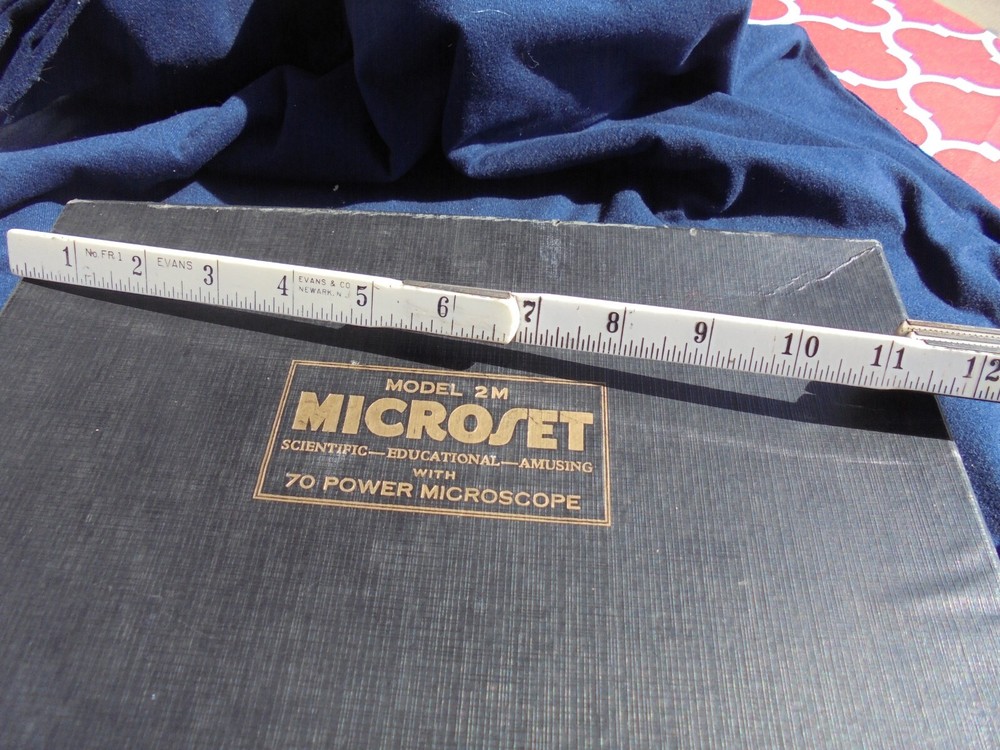 1 No. FR.1 2 EVANS 3 4 EVANS & CO 5 6 7 8 9 10 11 12
NEWARK, N.J.
MODEL 2M
MICROSET
SCIENTIFIC—EDUCATIONAL—AMUSING
WITH
70 POWER MICROSCOPE